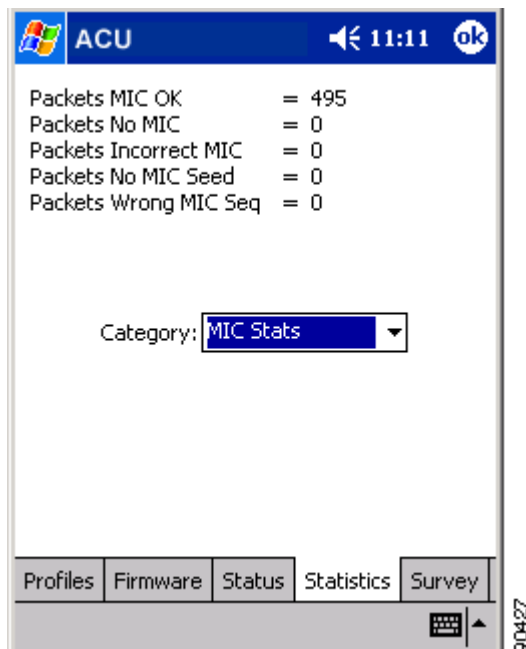 ACU 11:11 ok
Packets MIC OK = 495
Packets No MIC = 0
Packets Incorrect MIC = 0
Packets No MIC Seed = 0
Packets Wrong MIC Seq = 0
Category: MIC Stats
Profiles Firmware Status Statistics Survey
90427